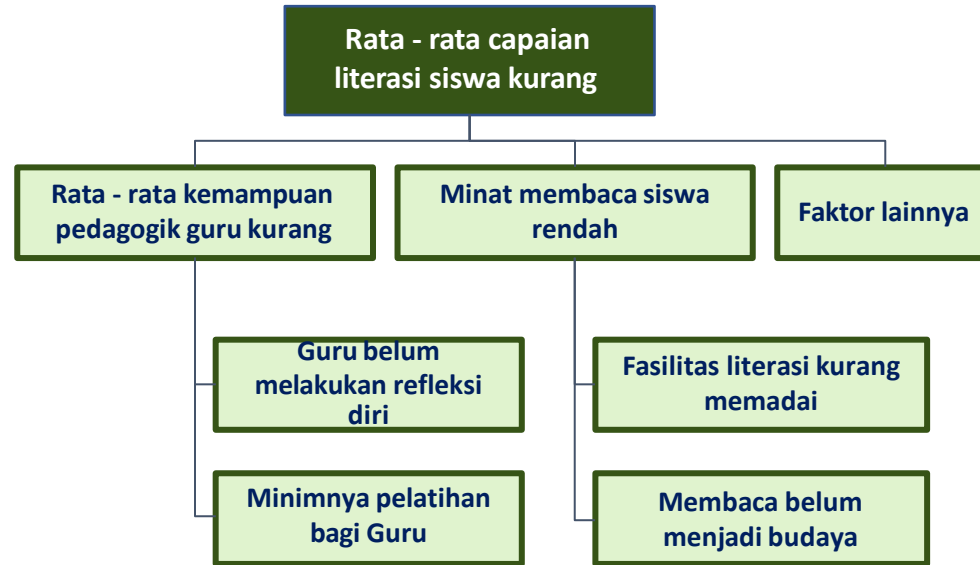 Rata - rata capaian
literasi siswa kurang
Rata - rata kemampuan
pedagogik guru kurang
Minat membaca siswa
rendah
Faktor lainnya
Guru belum
melakukan refleksi
diri
Fasilitas literasi kurang
memadai
Minimnya pelatihan
bagi Guru
Membaca belum
menjadi budaya